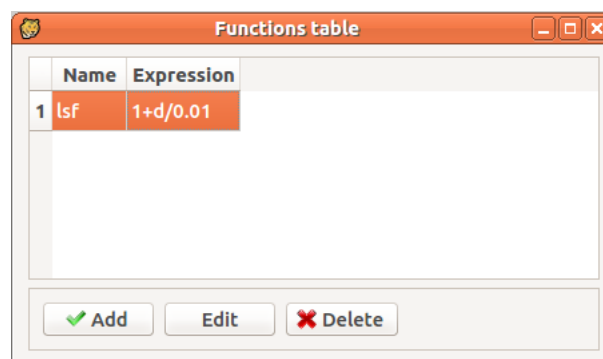 Functions table
Name Expression
1 lsf 1+d/0.01
Add Edit Delete